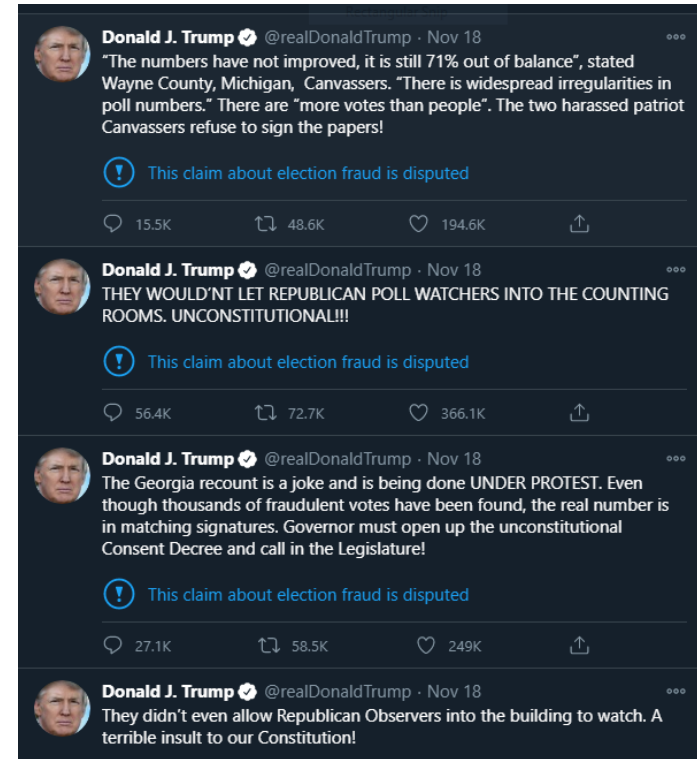 Donald J. Trump @realDonaldTrump · Nov 18
“The numbers have not improved, it is still 71% out of balance”, stated
Wayne County, Michigan, Canvassers. “There is widespread irregularities in
poll numbers.” There are “more votes than people”. The two harassed patriot
Canvassers refuse to sign the papers!
This claim about election fraud is disputed
15.5K 48.6K 194.6K
Donald J. Trump @realDonaldTrump · Nov 18
THEY WOULD’NT LET REPUBLICAN POLL WATCHERS INTO THE COUNTING
ROOMS. UNCONSTITUTIONAL!!!
This claim about election fraud is disputed
56.4K 72.7K 366.1K
Donald J. Trump @realDonaldTrump · Nov 18
The Georgia recount is a joke and is being done UNDER PROTEST. Even
though thousands of fraudulent votes have been found, the real number is
in matching signatures. Governor must open up the unconstitutional
Consent Decree and call in the Legislature!
This claim about election fraud is disputed
27.1K 58.5K 249K
Donald J. Trump @realDonaldTrump · Nov 18
They didn’t even allow Republican Observers into the building to watch. A
terrible insult to our Constitution!